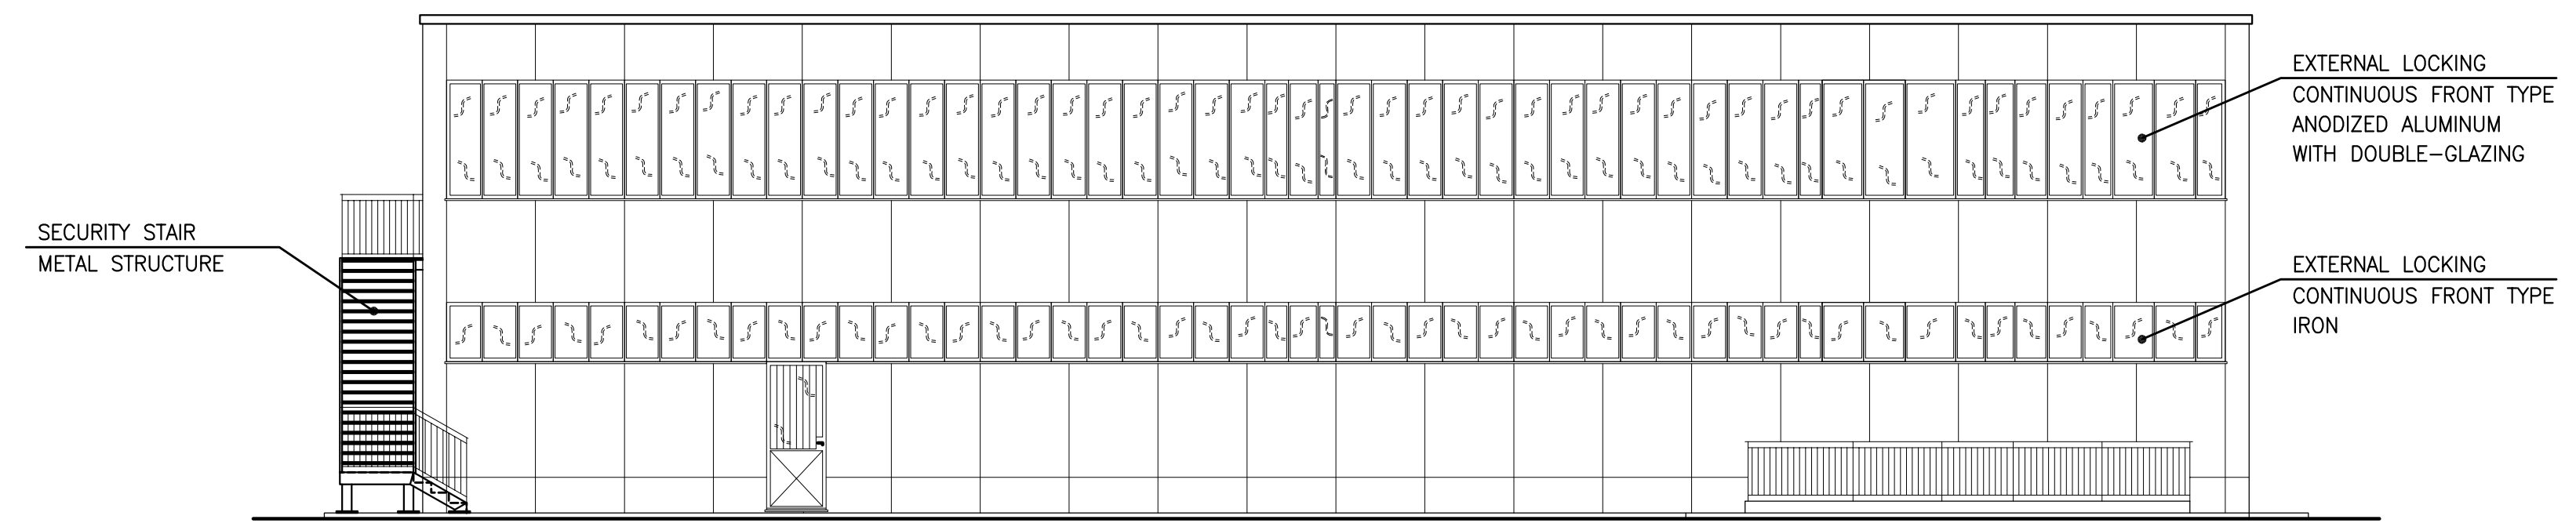 EXTERNAL LOCKING
CONTINUOUS FRONT TYPE
ANODIZED ALUMINUM
WITH DOUBLE-GLAZING
SECURITY STAIR
METAL STRUCTURE
EXTERNAL LOCKING
CONTINUOUS FRONT TYPE
IRON